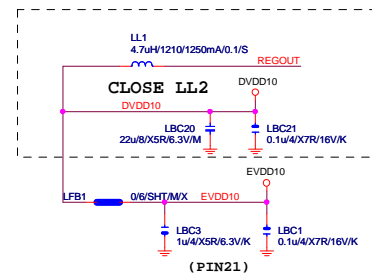 LL1
4.7uH/1210/1250mA/0.1/S
REGOUT
CLOSE LL2
DVDD10
DVDD10
LBC20
22u/8/X5R/6.3V/M
LBC21
0.1u/4/X7R/16V/K
EVDD10
LFB1
0/6/SHT/M/X
EVDD10
LBC3
1u/4/X5R/6.3V/K
LBC1
0.1u/4/X7R/16V/K
(PIN21)